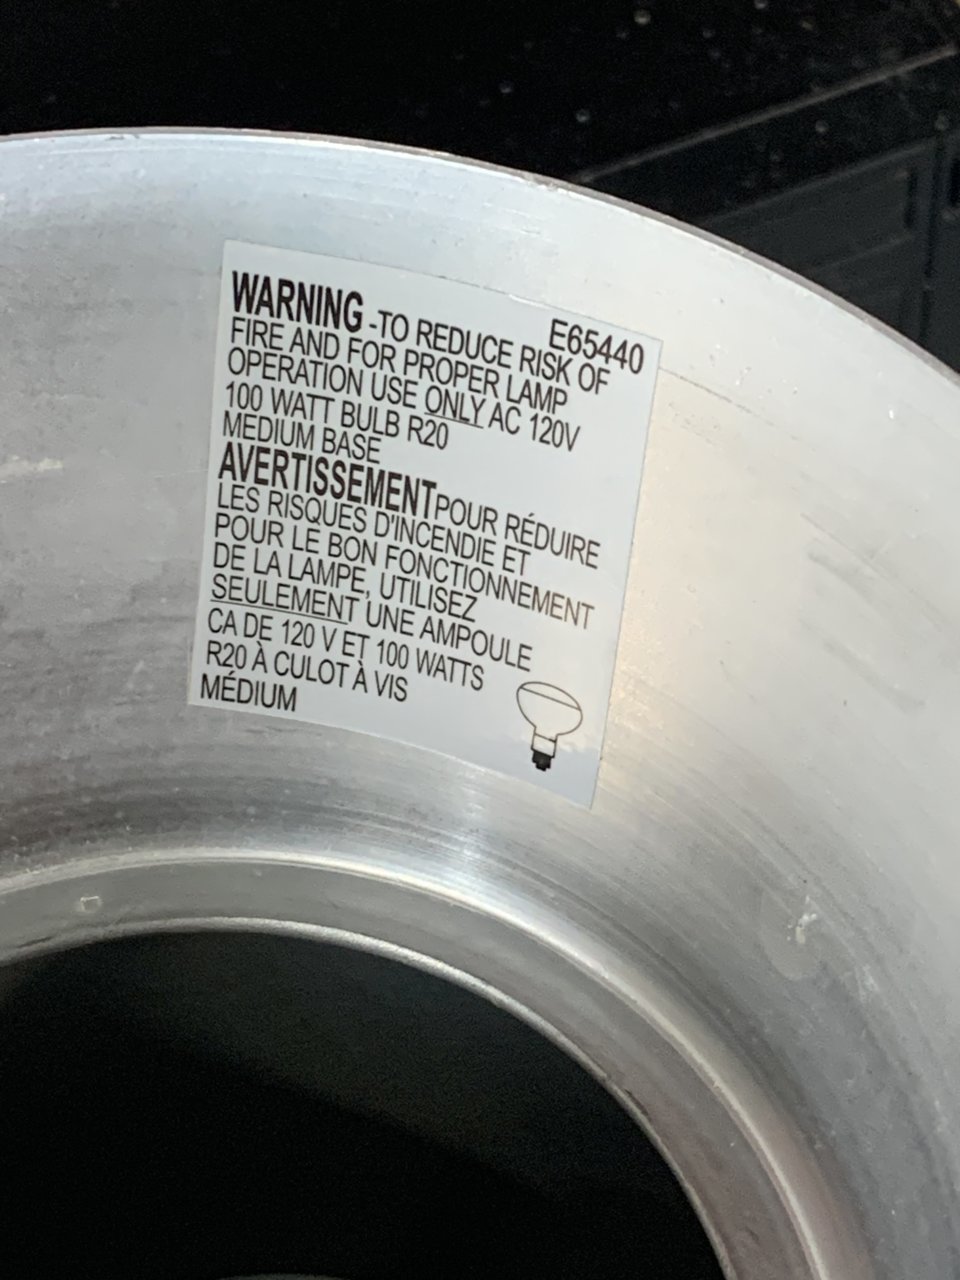 E65440
WARNING -TO REDUCE RISK OF
FIRE AND FOR PROPER LAMP
OPERATION USE ONLY AC 120V
100 WATT BULB R20
MEDIUM BASE
AVERTISSEMENT POUR RÉDUIRE
LES RISQUES D'INCENDIE ET
POUR LE BON FONCTIONNEMENT
DE LA LAMPE, UTILISEZ
SEULEMENT UNE AMPOULE
CA DE 120 V ET 100 WATTS
R20 À CULOT À VIS
MÉDIUM